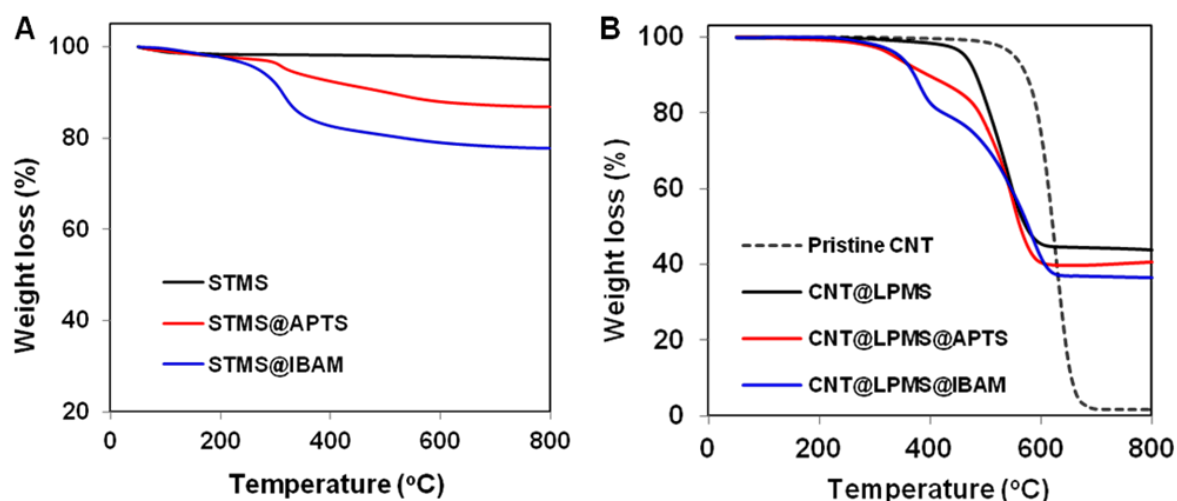 A
Weight loss (%)
100
80
60
40
20
0
200
400
600
800
Temperature (ºC)
STMS
STMS@APTS
STMS@IBAM
B
Weight loss (%)
100
80
60
40
20
0
0
200
400
600
800
Temperature (ºC)
Pristine CNT
CNT@LPMS
CNT@LPMS@APTS
CNT@LPMS@IBAM